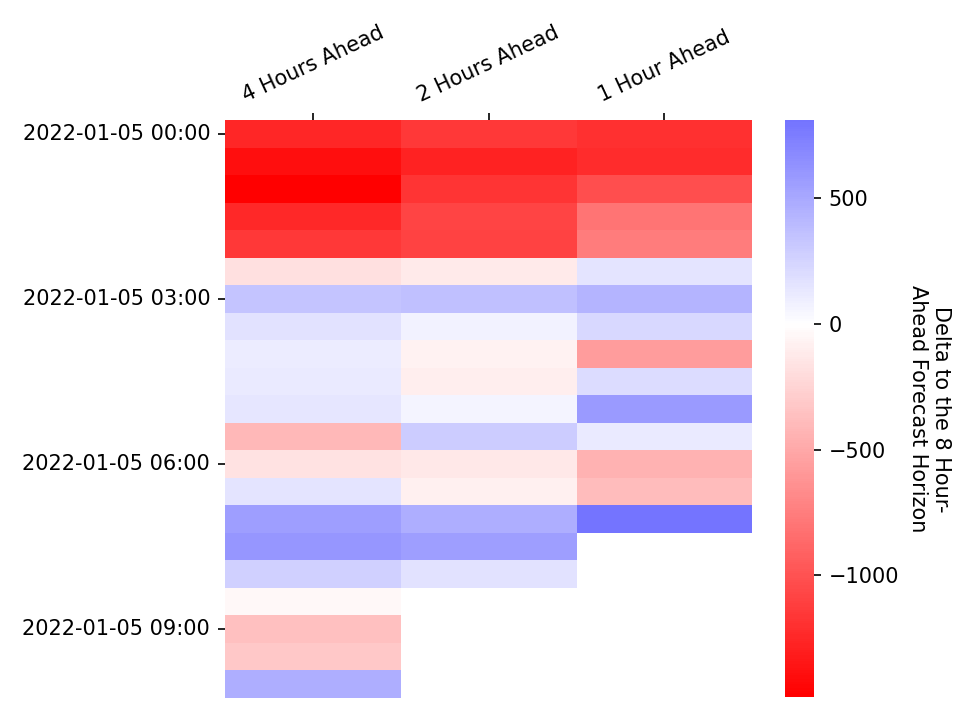 4 Hours Ahead
2 Hours Ahead
1 Hour Ahead
2022-01-05 00:00
2022-01-05 03:00
2022-01-05 06:00
2022-01-05 09:00
500
0
−500
−1000
Delta to the 8 Hour-
Ahead Forecast Horizon